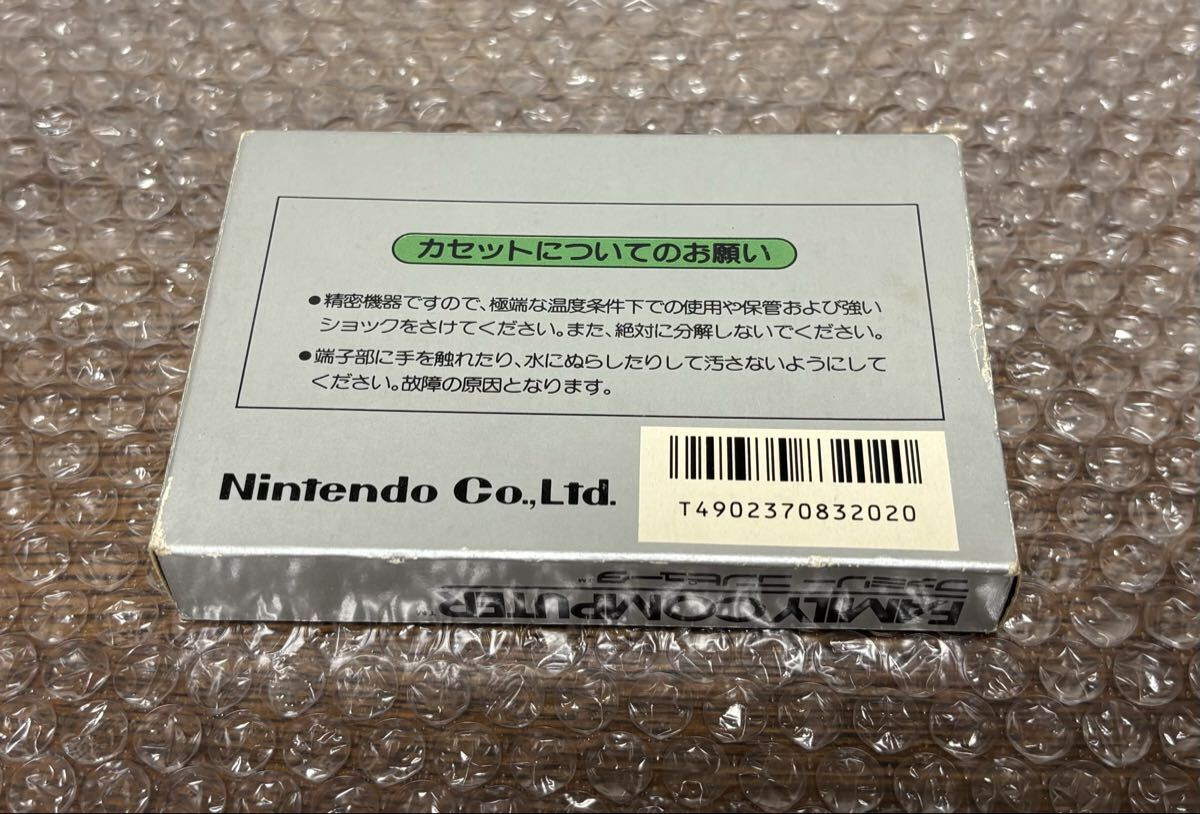 カセットについてのお願い
●精密機器ですので、極端な温度条件下での使用や保管および強い
ショックをさけてください。また、絶対に分解しないでください。
●端子部に手を触れたり、水にぬらしたりして汚さないようにして
ください。故障の原因となります。
Nintendo Co.,Ltd.
T4902370832020
ファミリー コンピュータ™
FAMILY COMPUTER™